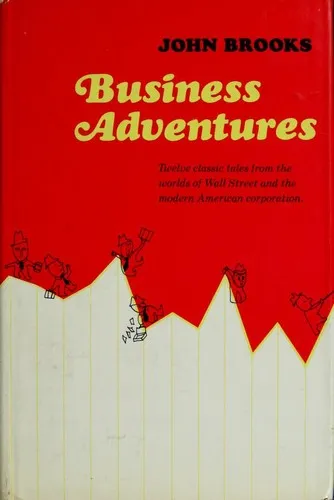 JOHN BROOKS
Business
Adventures
Twelve classic tales from the
worlds of Wall Street and the
modern American corporation.